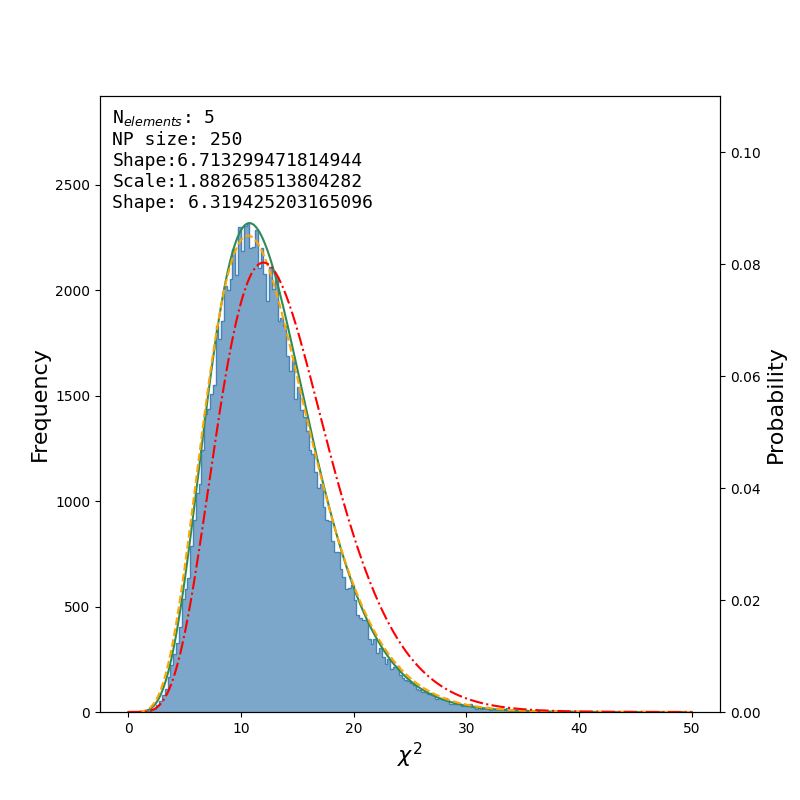 N_elements: 5
NP size: 250
Shape:6.713299471814944
Scale:1.882658513804282
Shape: 6.319425203165096
2500
2000
1500
1000
500
0
Frequency
0.10
0.08
0.06
0.04
0.02
0.00
Probability
0 10 20 30 40 50
χ²